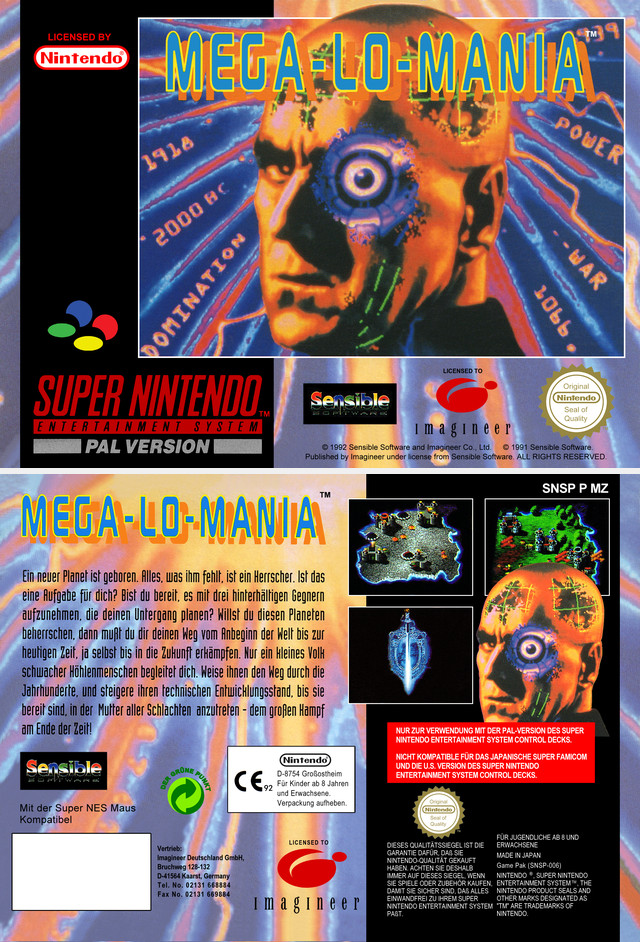 LICENSED BY
Nintendo®
MEGA-LO-MANIA™
1918
2000 BC
DOMINATION
POWER
--WAR
1066.
SUPER NINTENDO™
ENTERTAINMENT SYSTEM
PAL VERSION
Sensible
SOFTWARE
LICENSED TO
imagineer
Original
Nintendo
Seal of
Quality
© 1992 Sensible Software and Imagineer Co., Ltd. © 1991 Sensible Software.
Published by Imagineer under license from Sensible Software. ALL RIGHTS RESERVED.
MEGA-LO-MANIA™
SNSP P MZ
Ein neuer Planet ist geboren. Alles, was ihm fehlt, ist ein Herrscher. Ist das
eine Aufgabe für dich? Bist du bereit, es mit drei hinterhältigen Gegnern
aufzunehmen, die deinen Untergang planen? Willst du diesen Planeten
beherrschen, dann mußt du dir deinen Weg vom Anbeginn der Welt bis zur
heutigen Zeit, ja selbst bis in die Zukunft erkämpfen. Nur ein kleines Volk
schwacher Höhlenmenschen begleitet dich. Weise ihnen den Weg durch die
Jahrhunderte, und steigere ihren technischen Entwicklungsstand, bis sie
bereit sind, in der Mutter aller Schlachten anzutreten - dem großen Kampf
am Ende der Zeit!
NUR ZUR VERWENDUNG MIT DER PAL-VERSION DES SUPER
NINTENDO ENTERTAINMENT SYSTEM CONTROL DECKS.
NICHT KOMPATIBLE FÜR DAS JAPANISCHE SUPER FAMICOM
UND DIE U.S. VERSION DES SUPER NINTENDO
ENTERTAINMENT SYSTEM CONTROL DECKS.
Sensible
SOFTWARE
Mit der Super NES Maus
Kompatibel
DER GRÜNE PUNKT
CE 92
Nintendo®
D-8754 Großostheim
Für Kinder ab 8 Jahren
und Erwachsene.
Verpackung aufheben.
Vertrieb:
Imagineer Deutschland GmbH,
Bruchweg 128-132
D-41564 Kaarst, Germany
Tel. No. 02131 668884
Fax No. 02131 669884
LICENSED TO
imagineer
Original
Nintendo
Seal of
Quality
DIESES QUALITÄTSSIEGEL IST DIE
GARANTIE DAFÜR, DAß SIE
NINTENDO-QUALITÄT GEKAUFT
HABEN. ACHTEN SIE DESHALB
IMMER AUF DIESES SIEGEL, WENN
SIE SPIELE ODER ZUBEHÖR KAUFEN,
DAMIT SIE SICHER SIND, DAß ALLES
EINWANDFREI ZU IHREM SUPER
NINTENDO ENTERTAINMENT SYSTEM
PAßT.
FÜR JUGENDLICHE AB 8 UND
ERWACHSENE
MADE IN JAPAN
Game Pak (SNSP-006)
NINTENDO ®, SUPER NINTENDO
ENTERTAINMENT SYSTEM™, THE
NINTENDO PRODUCT SEALS AND
OTHER MARKS DESIGNATED AS
"TM" ARE TRADEMARKS OF
NINTENDO.